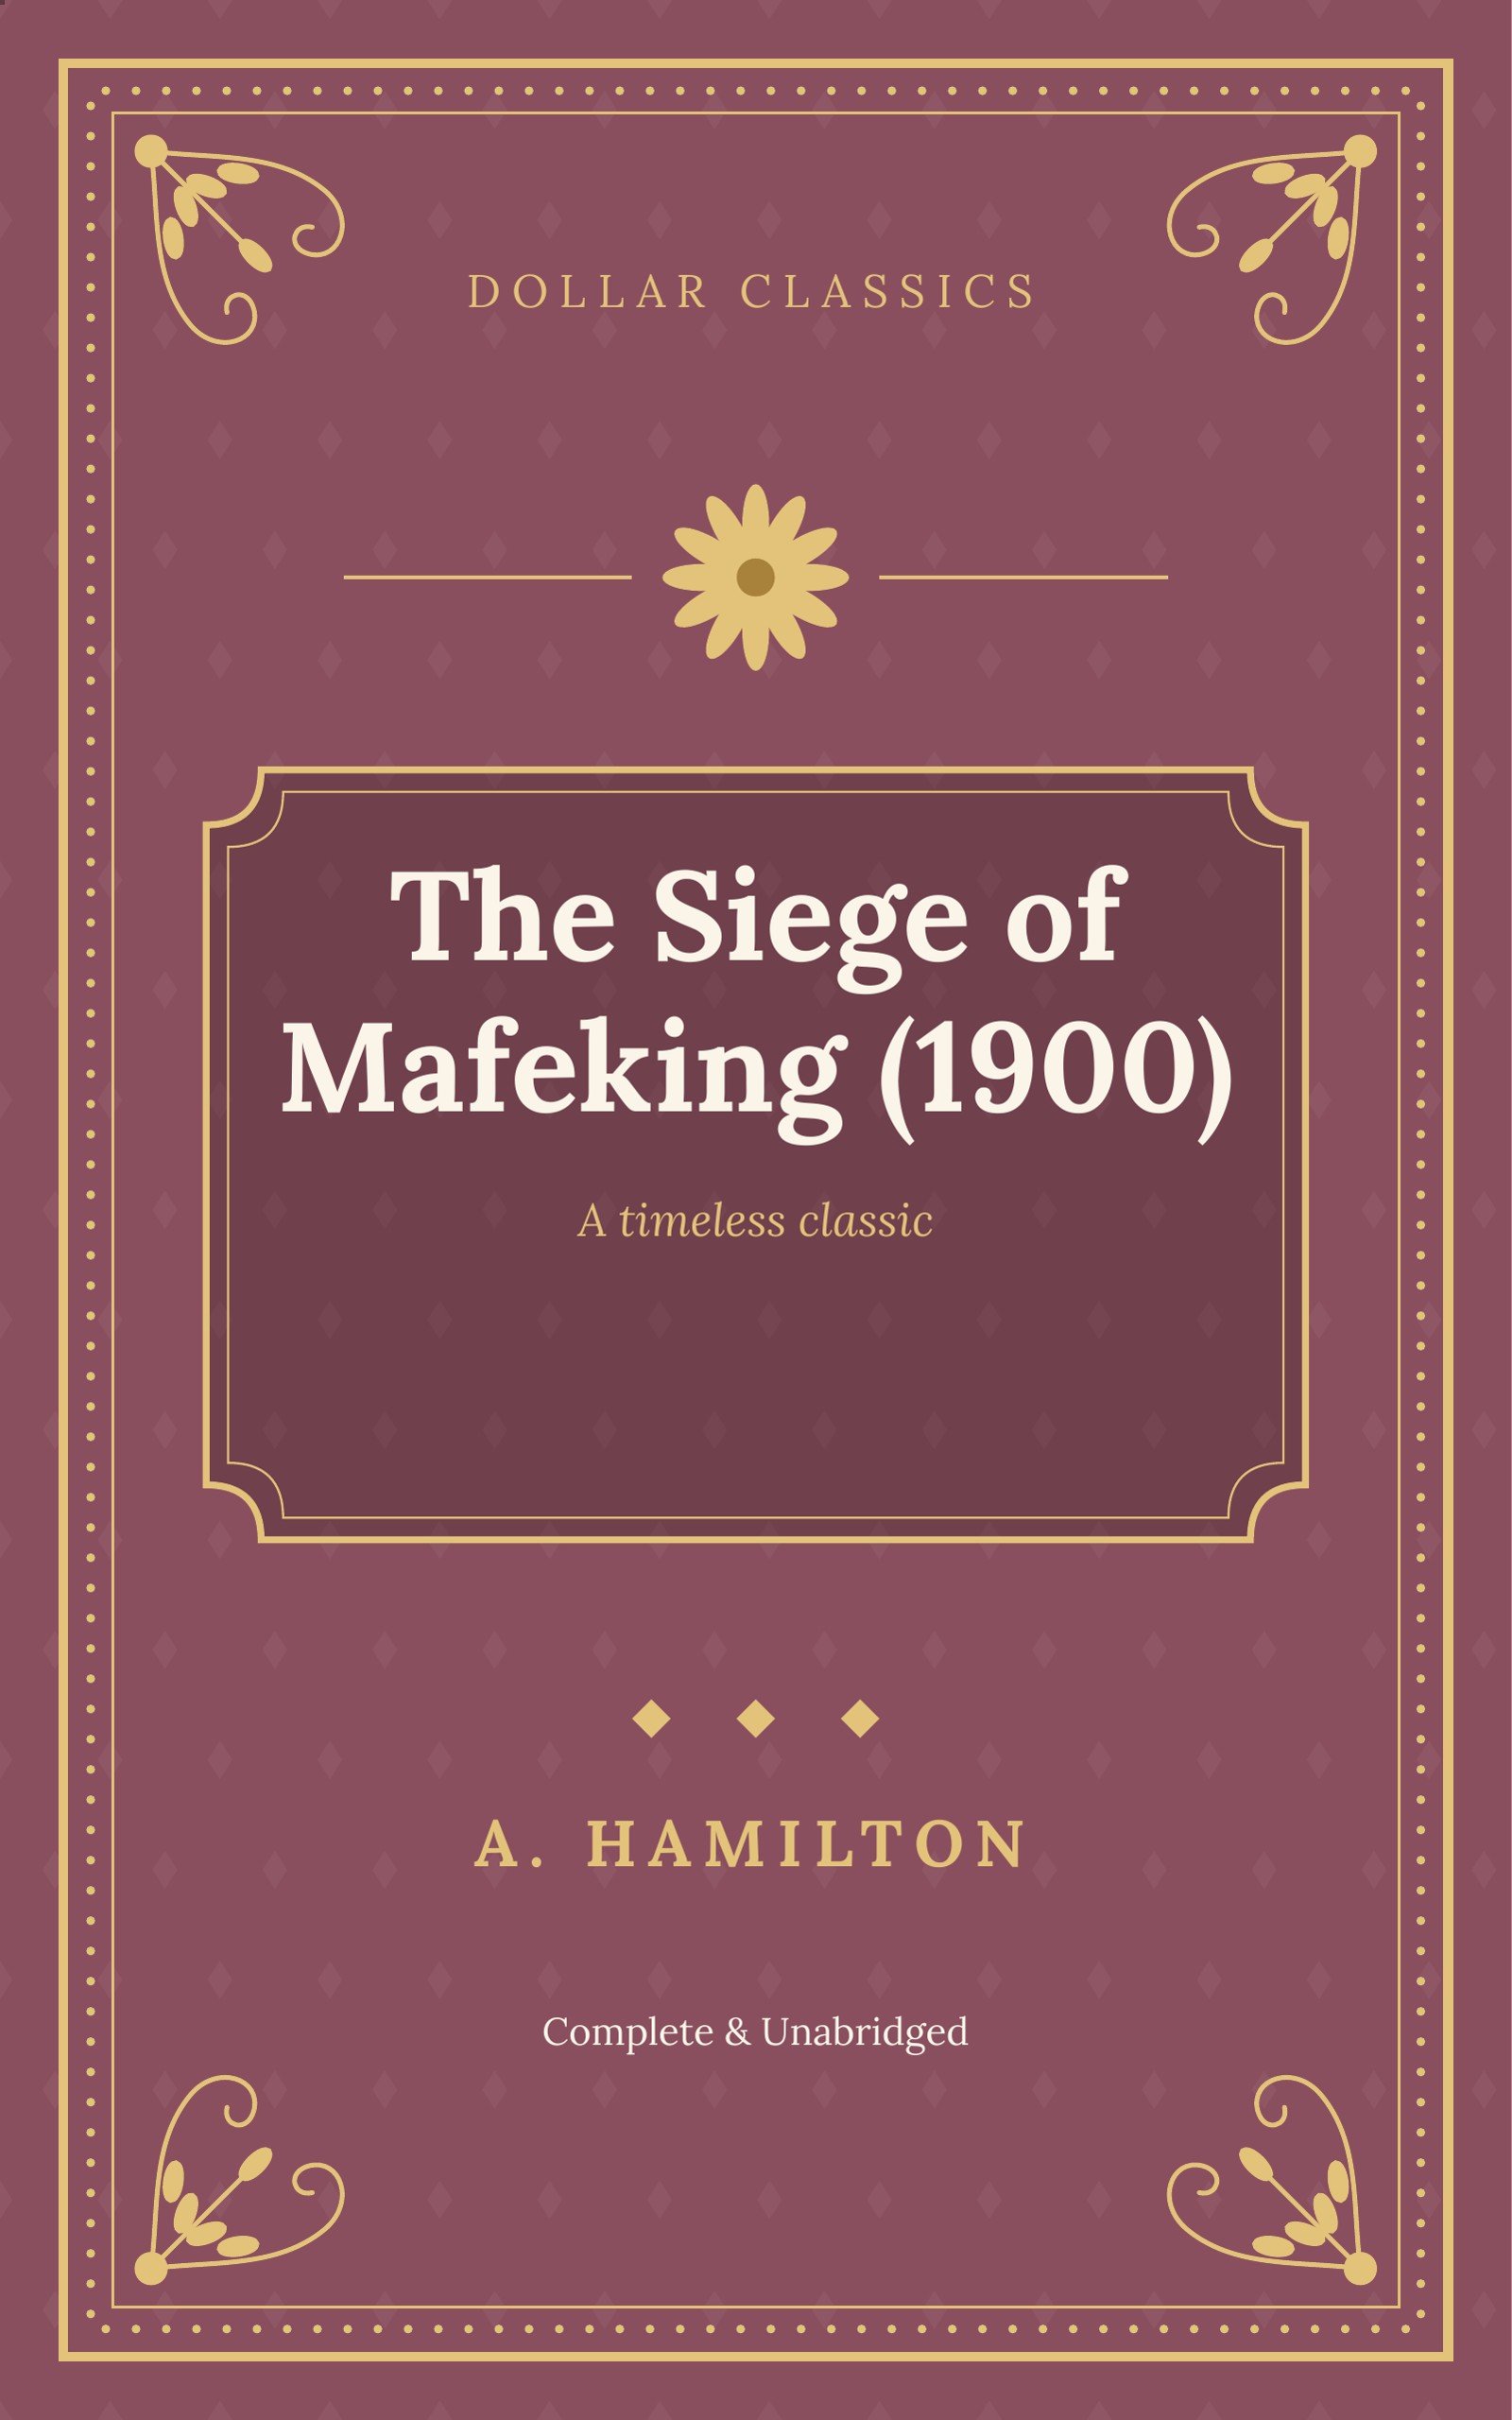 DOLLAR CLASSICS
The Siege of
Mafeking (1900)
A timeless classic
A. HAMILTON
Complete & Unabridged